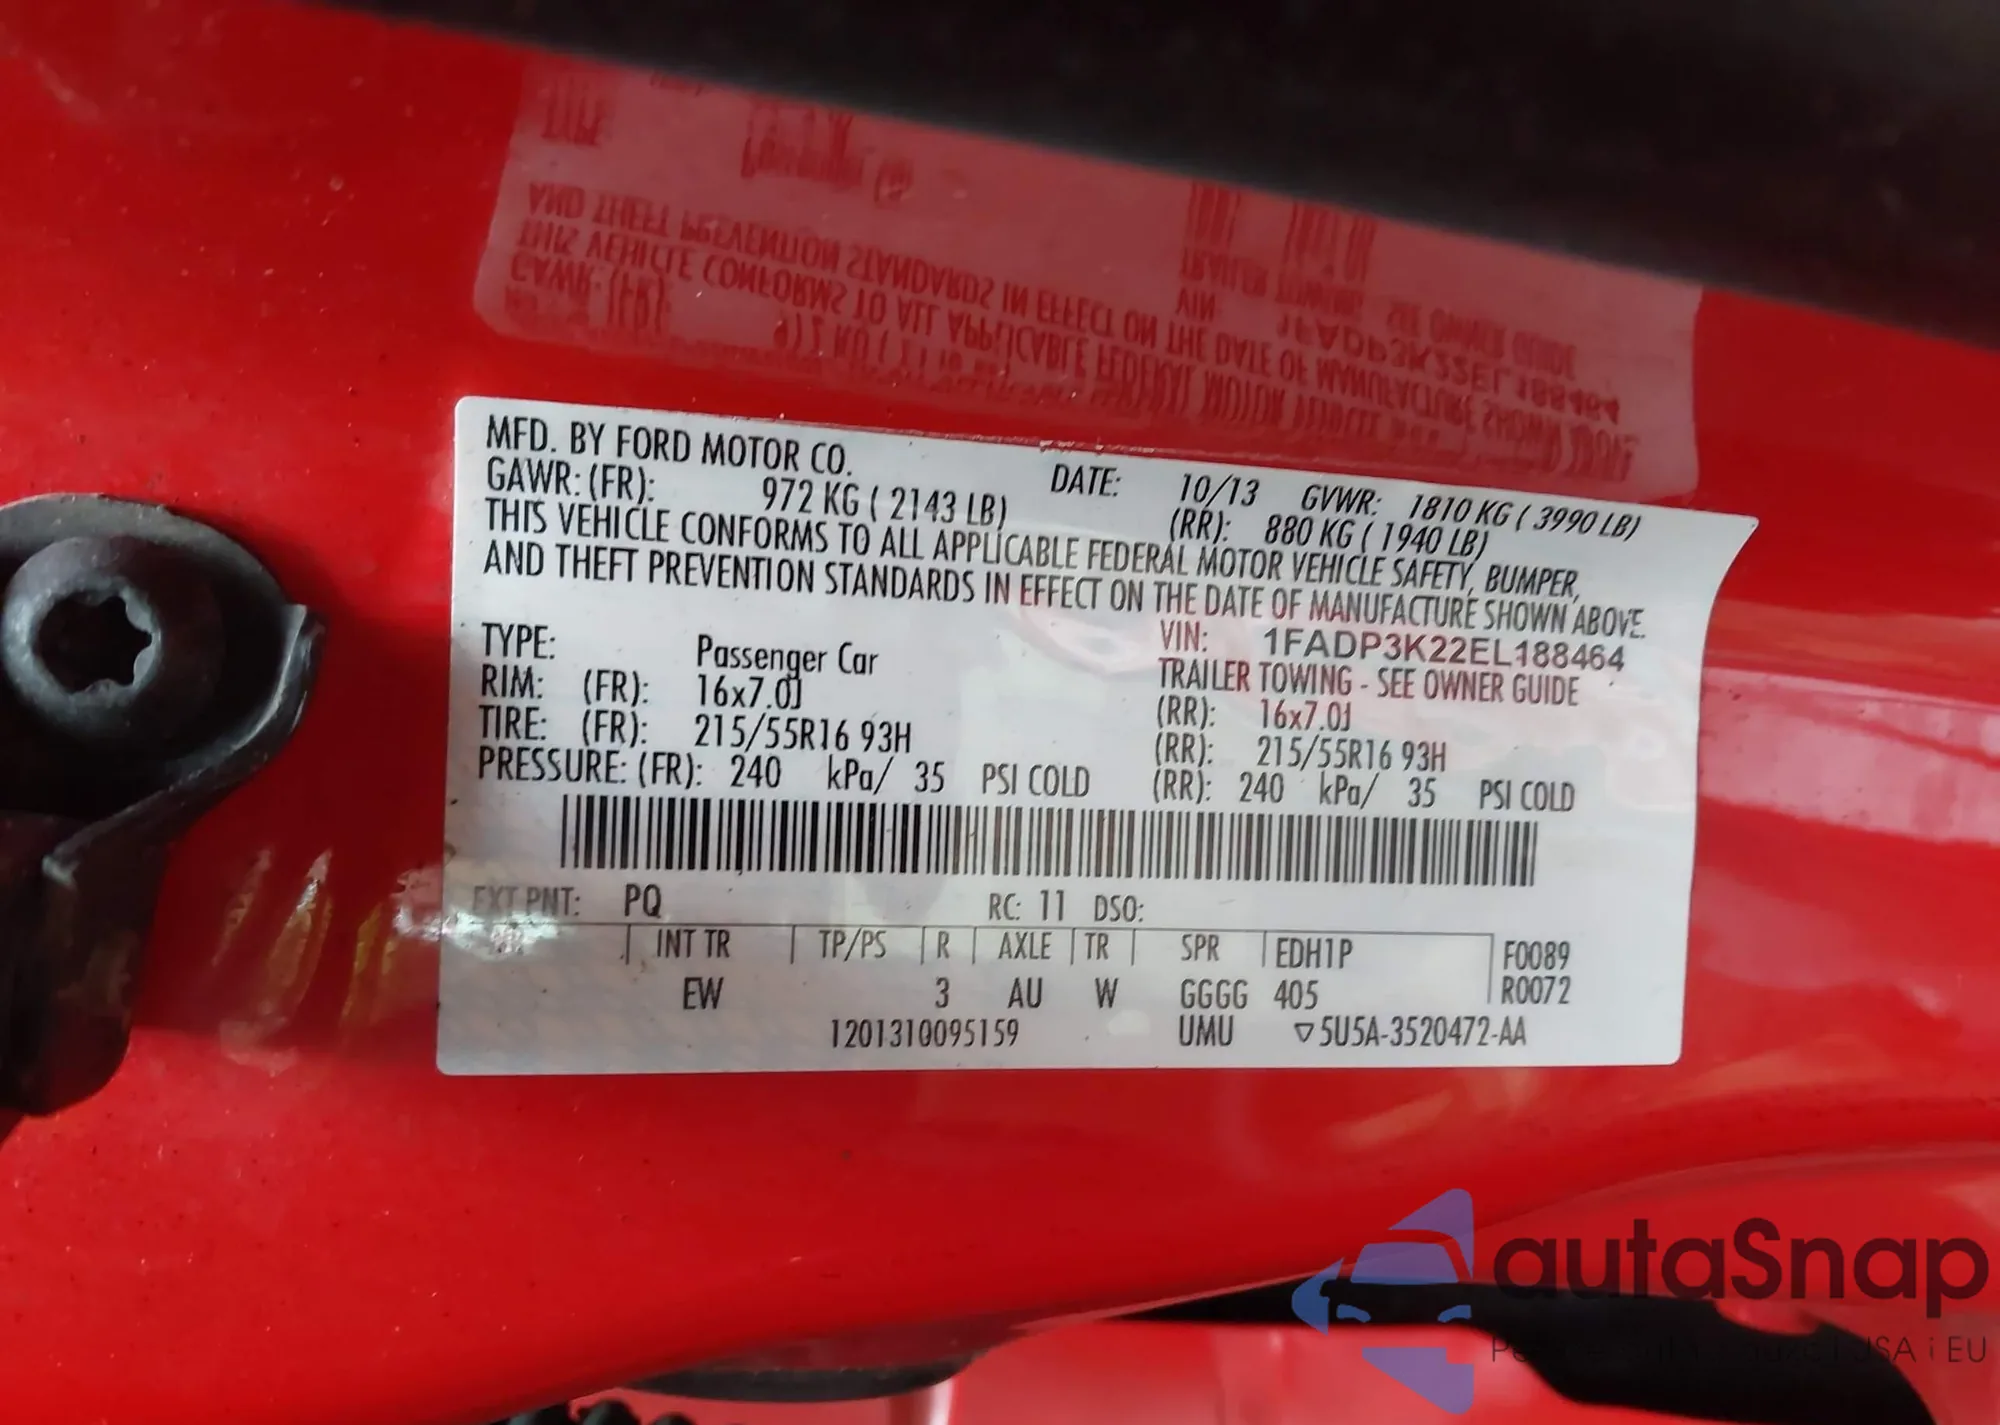 MFD. BY FORD MOTOR CO. DATE: 10/13 GVWR: 1810 KG ( 3990 LB)
GAWR: (FR): 972 KG ( 2143 LB) (RR): 880 KG ( 1940 LB)
THIS VEHICLE CONFORMS TO ALL APPLICABLE FEDERAL MOTOR VEHICLE SAFETY, BUMPER,
AND THEFT PREVENTION STANDARDS IN EFFECT ON THE DATE OF MANUFACTURE SHOWN ABOVE.
VIN: 1FADP3K22EL188464
TYPE: Passenger Car TRAILER TOWING - SEE OWNER GUIDE
RIM: (FR): 16x7.0J (RR): 16x7.0J
TIRE: (FR): 215/55R16 93H (RR): 215/55R16 93H
PRESSURE: (FR): 240 kPa/ 35 PSI COLD (RR): 240 kPa/ 35 PSI COLD
EXT PNT: PQ RC: 11 DSO:
INT TR TP/PS R AXLE TR SPR EDH1P F0089
EW 3 AU W GGGG 405 R0072
1201310095159 UMU ▽5U5A-3520472-AA
autaSnap
USA i EU